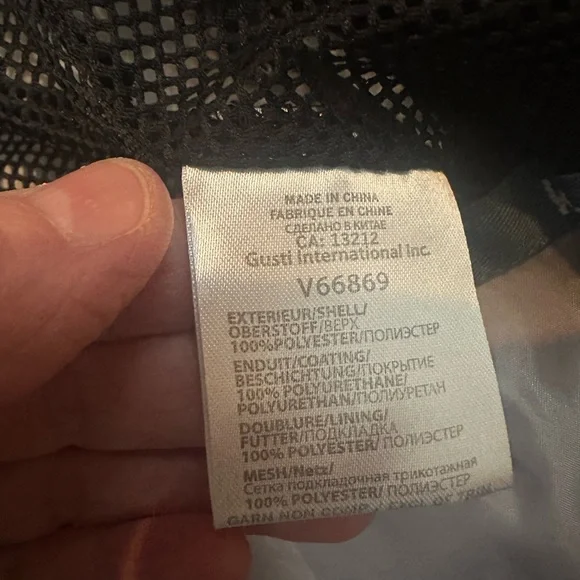 MADE IN CHINA
FABRIQUE EN CHINE
СДЕЛАНО В КИТАЕ
CA: 13212
Gusti International Inc.
V66869
EXTERIEUR/SHELL/
OBERSTOFF/ВЕРХ
100%POLYESTER/ПОЛИЭСТЕР
ENDUIT/COATING/
BESCHICHTUNG/ПОКРЫТИЕ
100% POLYURETHANE/
POLYURETHAN/ПОЛИУРЕТАН
DOUBLURE/LINING/
FUTTER/ПОДКЛАДКА
100% POLYESTER/ПОЛИЭСТЕР
MESH/Netz/
Сетка подкладочная трикотажная
100% POLYESTER/ПОЛИЭСТЕР
GARN NON